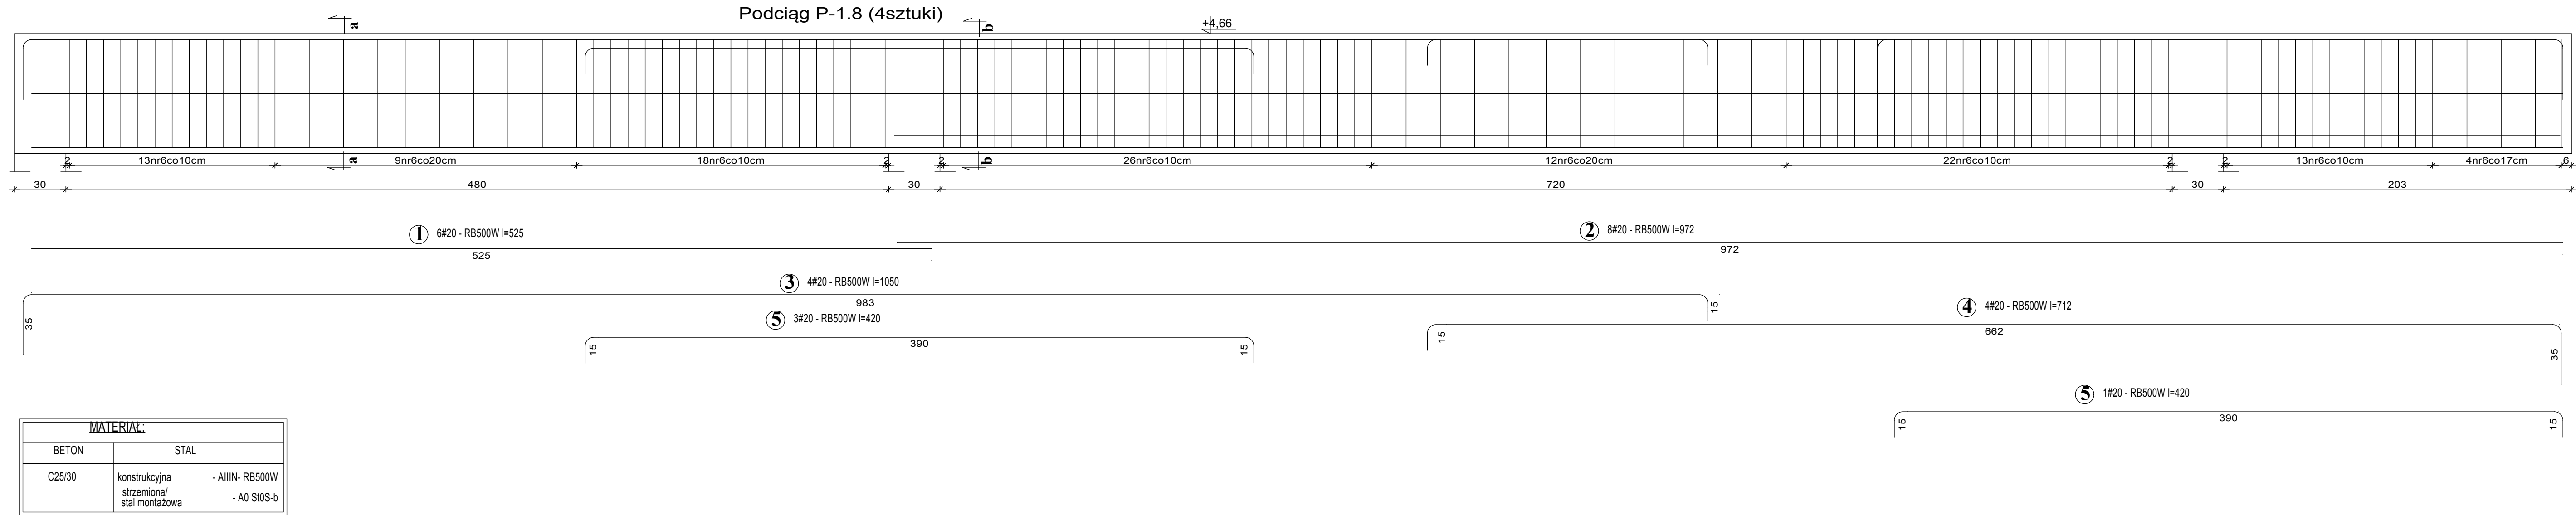 Podciąg P-1.8 (4sztuki)
a
b
+4,66
2
13nr6co10cm
a
9nr6co20cm
18nr6co10cm
2
2
b
26nr6co10cm
12nr6co20cm
22nr6co10cm
2
2
13nr6co10cm
4nr6co17cm
6
30
480
30
720
30
203
1
6#20 - RB500W l=525
525
2
8#20 - RB500W l=972
972
3
4#20 - RB500W l=1050
983
35
15
5
3#20 - RB500W l=420
390
15
15
4
4#20 - RB500W l=712
662
15
35
5
1#20 - RB500W l=420
390
15
15
MATERIAŁ:
BETON
STAL
C25/30
konstrukcyjna - AIIIN- RB500W
strzemiona/
stal montażowa - A0 St0S-b